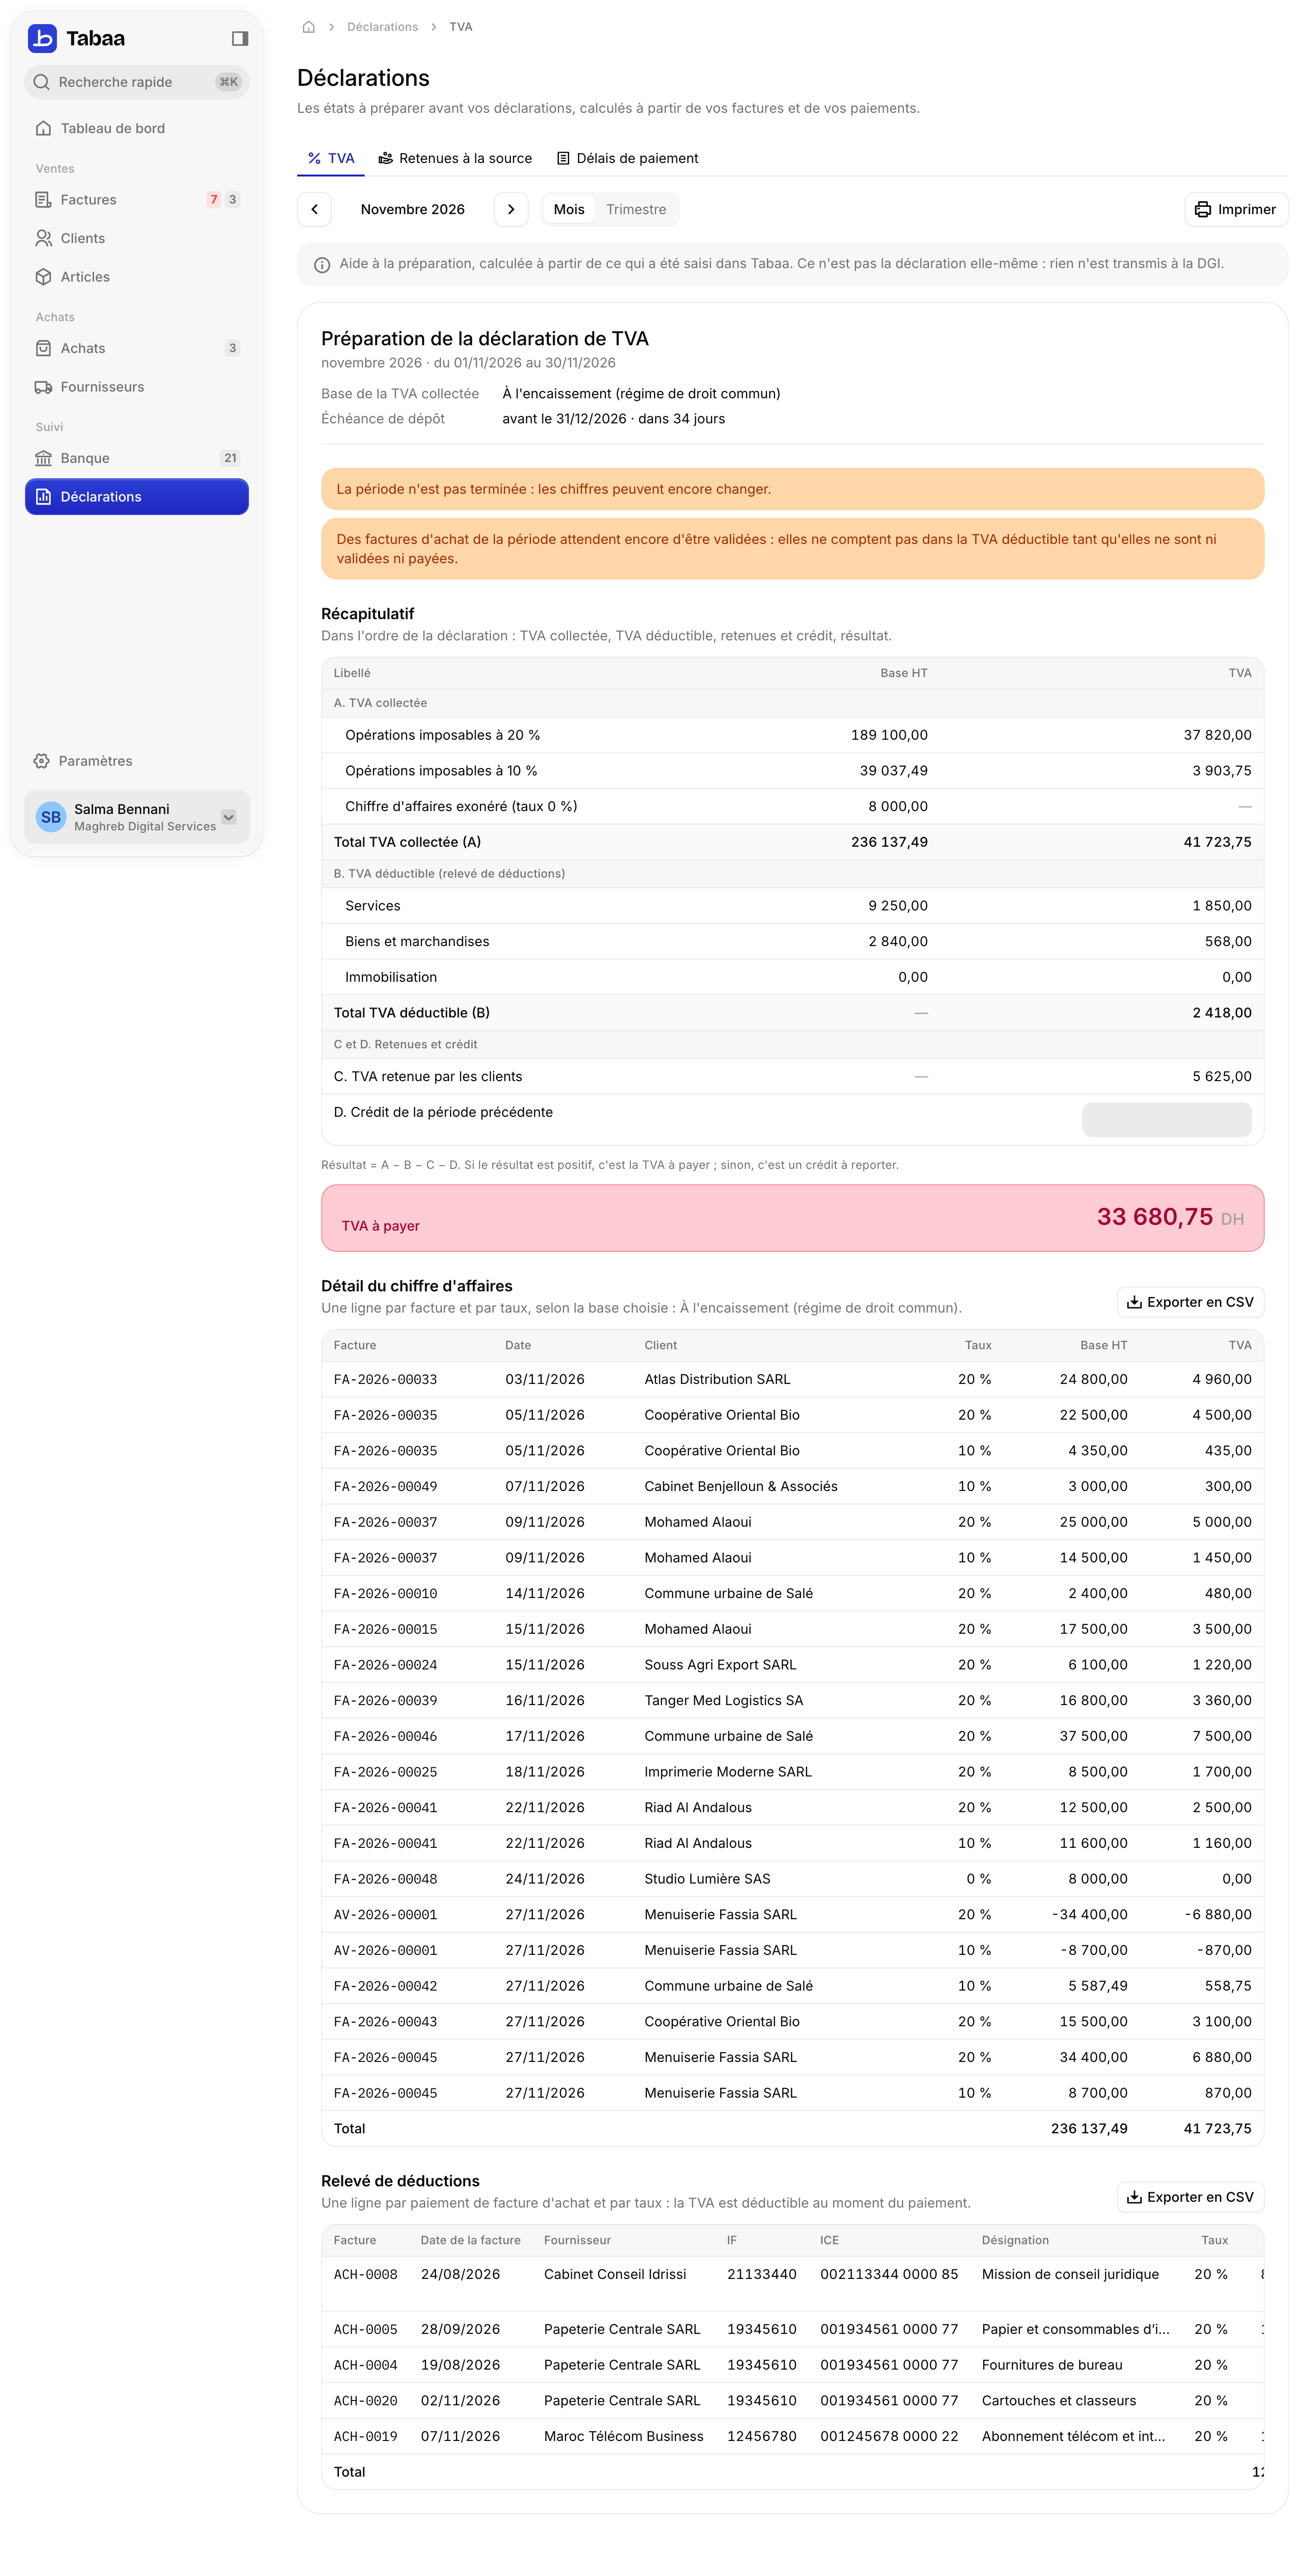 Tabaa
Recherche rapide ⌘K
Tableau de bord
Ventes
Factures 7 3
Clients
Articles
Achats
Achats 3
Fournisseurs
Suivi
Banque 21
Déclarations
Paramètres
SB Salma Bennani
Maghreb Digital Services
Déclarations TVA
Déclarations
Les états à préparer avant vos déclarations, calculés à partir de vos factures et de vos paiements.
TVA Retenues à la source Délais de paiement
Novembre 2026 Mois Trimestre Imprimer
Aide à la préparation, calculée à partir de ce qui a été saisi dans Tabaa. Ce n'est pas la déclaration elle-même : rien n'est transmis à la DGI.
Préparation de la déclaration de TVA
novembre 2026 · du 01/11/2026 au 30/11/2026
Base de la TVA collectée À l'encaissement (régime de droit commun)
Échéance de dépôt avant le 31/12/2026 · dans 34 jours
La période n'est pas terminée : les chiffres peuvent encore changer.
Des factures d'achat de la période attendent encore d'être validées : elles ne comptent pas dans la TVA déductible tant qu'elles ne sont ni
validées ni payées.
Récapitulatif
Dans l'ordre de la déclaration : TVA collectée, TVA déductible, retenues et crédit, résultat.
Libellé Base HT TVA
A. TVA collectée
Opérations imposables à 20 % 189 100,00 37 820,00
Opérations imposables à 10 % 39 037,49 3 903,75
Chiffre d'affaires exonéré (taux 0 %) 8 000,00 —
Total TVA collectée (A) 236 137,49 41 723,75
B. TVA déductible (relevé de déductions)
Services 9 250,00 1 850,00
Biens et marchandises 2 840,00 568,00
Immobilisation 0,00 0,00
Total TVA déductible (B) — 2 418,00
C et D. Retenues et crédit
C. TVA retenue par les clients — 5 625,00
D. Crédit de la période précédente
Résultat = A − B − C − D. Si le résultat est positif, c'est la TVA à payer ; sinon, c'est un crédit à reporter.
TVA à payer 33 680,75 DH
Détail du chiffre d'affaires
Une ligne par facture et par taux, selon la base choisie : À l'encaissement (régime de droit commun).
Exporter en CSV
Facture Date Client Taux Base HT TVA
FA-2026-00033 03/11/2026 Atlas Distribution SARL 20 % 24 800,00 4 960,00
FA-2026-00035 05/11/2026 Coopérative Oriental Bio 20 % 22 500,00 4 500,00
FA-2026-00035 05/11/2026 Coopérative Oriental Bio 10 % 4 350,00 435,00
FA-2026-00049 07/11/2026 Cabinet Benjelloun & Associés 10 % 3 000,00 300,00
FA-2026-00037 09/11/2026 Mohamed Alaoui 20 % 25 000,00 5 000,00
FA-2026-00037 09/11/2026 Mohamed Alaoui 10 % 14 500,00 1 450,00
FA-2026-00010 14/11/2026 Commune urbaine de Salé 20 % 2 400,00 480,00
FA-2026-00015 15/11/2026 Mohamed Alaoui 20 % 17 500,00 3 500,00
FA-2026-00024 15/11/2026 Souss Agri Export SARL 20 % 6 100,00 1 220,00
FA-2026-00039 16/11/2026 Tanger Med Logistics SA 20 % 16 800,00 3 360,00
FA-2026-00046 17/11/2026 Commune urbaine de Salé 20 % 37 500,00 7 500,00
FA-2026-00025 18/11/2026 Imprimerie Moderne SARL 20 % 8 500,00 1 700,00
FA-2026-00041 22/11/2026 Riad Al Andalous 20 % 12 500,00 2 500,00
FA-2026-00041 22/11/2026 Riad Al Andalous 10 % 11 600,00 1 160,00
FA-2026-00048 24/11/2026 Studio Lumière SAS 0 % 8 000,00 0,00
AV-2026-00001 27/11/2026 Menuiserie Fassia SARL 20 % -34 400,00 -6 880,00
AV-2026-00001 27/11/2026 Menuiserie Fassia SARL 10 % -8 700,00 -870,00
FA-2026-00042 27/11/2026 Commune urbaine de Salé 10 % 5 587,49 558,75
FA-2026-00043 27/11/2026 Coopérative Oriental Bio 20 % 15 500,00 3 100,00
FA-2026-00045 27/11/2026 Menuiserie Fassia SARL 20 % 34 400,00 6 880,00
FA-2026-00045 27/11/2026 Menuiserie Fassia SARL 10 % 8 700,00 870,00
Total 236 137,49 41 723,75
Relevé de déductions
Une ligne par paiement de facture d'achat et par taux : la TVA est déductible au moment du paiement.
Exporter en CSV
Facture Date de la facture Fournisseur IF ICE Désignation Taux
ACH-0008 24/08/2026 Cabinet Conseil Idrissi 21133440 002113344 0000 85 Mission de conseil juridique 20 %
ACH-0005 28/09/2026 Papeterie Centrale SARL 19345610 001934561 0000 77 Papier et consommables d'i... 20 %
ACH-0004 19/08/2026 Papeterie Centrale SARL 19345610 001934561 0000 77 Fournitures de bureau 20 %
ACH-0020 02/11/2026 Papeterie Centrale SARL 19345610 001934561 0000 77 Cartouches et classeurs 20 %
ACH-0019 07/11/2026 Maroc Télécom Business 12456780 001245678 0000 22 Abonnement télécom et int... 20 %
Total